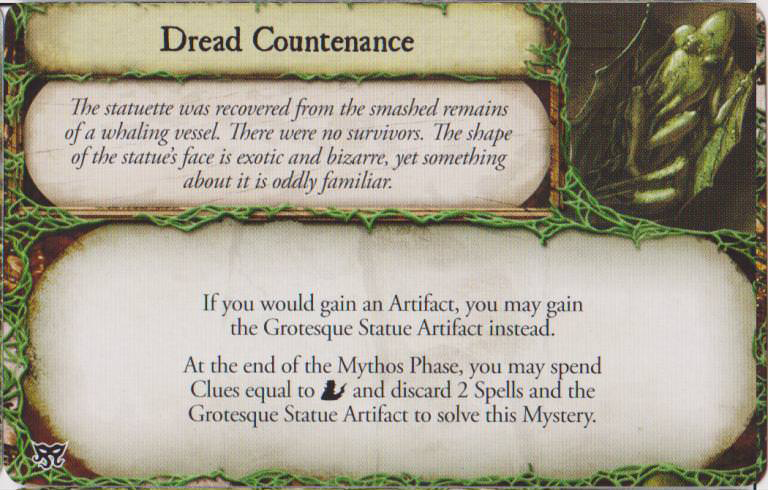 Dread Countenance
The statuette was recovered from the smashed remains
of a whaling vessel. There were no survivors. The shape
of the statue's face is exotic and bizarre, yet something
about it is oddly familiar.
If you would gain an Artifact, you may gain
the Grotesque Statue Artifact instead.
At the end of the Mythos Phase, you may spend
Clues equal to and discard 2 Spells and the
Grotesque Statue Artifact to solve this Mystery.